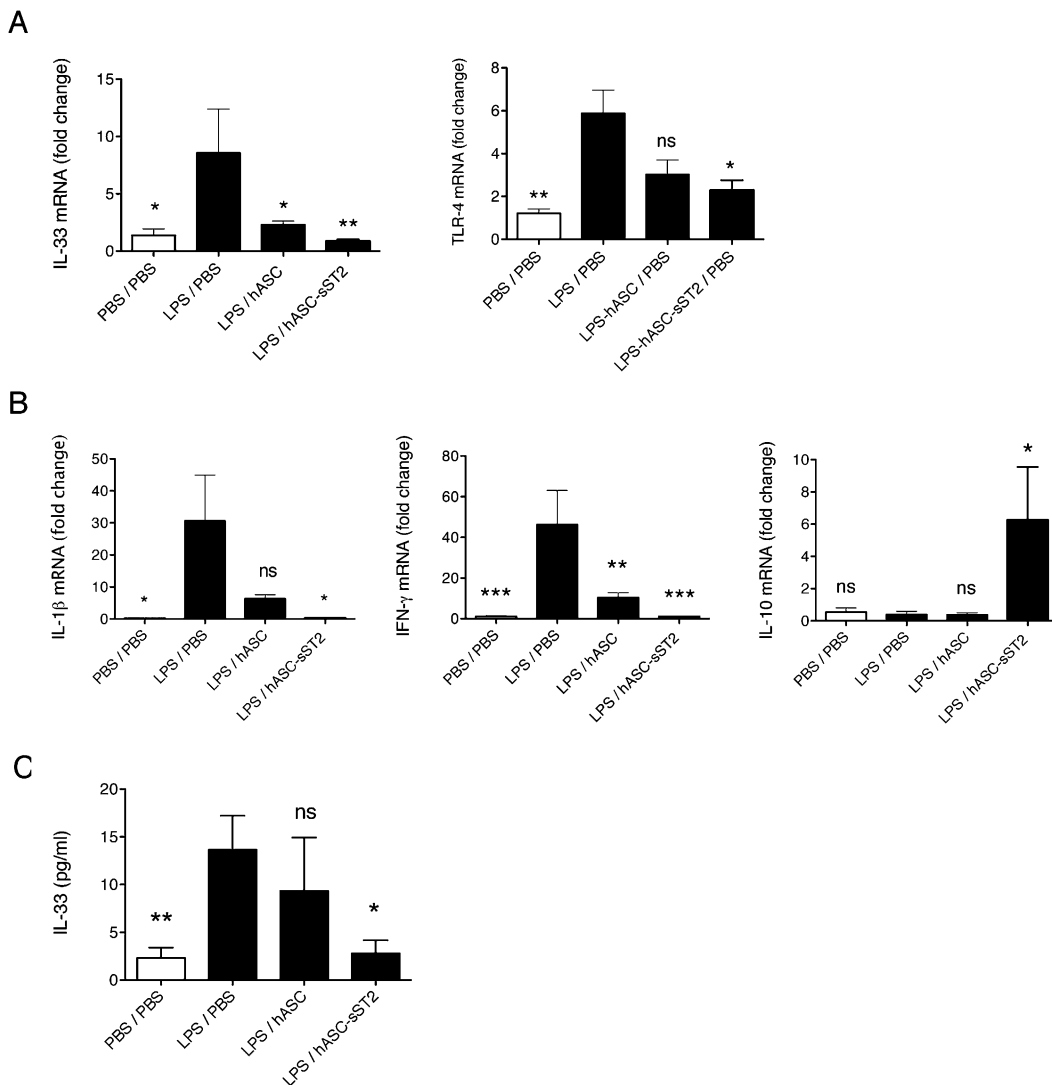 A
IL-33 mRNA (fold change)
15
10
5
0
*
*
**
PBS / PBS
LPS / PBS
LPS / hASC
LPS / hASC-sST2
TLR-4 mRNA (fold change)
8
6
4
2
0
**
ns
*
PBS / PBS
LPS / PBS
LPS-hASC / PBS
LPS-hASC-sST2 / PBS
B
IL-1β mRNA (fold change)
50
40
30
20
10
0
*
ns
*
PBS / PBS
LPS / PBS
LPS / hASC
LPS / hASC-sST2
IFN-γ mRNA (fold change)
80
60
40
20
0
***
**
***
PBS / PBS
LPS / PBS
LPS / hASC
LPS / hASC-sST2
IL-10 mRNA (fold change)
10
8
6
4
2
0
ns
ns
*
PBS / PBS
LPS / PBS
LPS / hASC
LPS / hASC-sST2
C
IL-33 (pg/ml)
20
15
10
5
0
**
ns
*
PBS / PBS
LPS / PBS
LPS / hASC
LPS / hASC-sST2